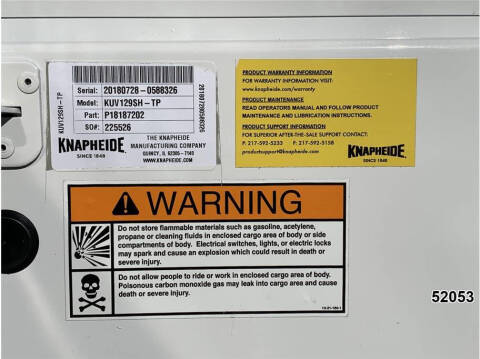 KUV129SH-TP
Serial: 20180728-0588326
Model: KUV129SH-TP
Part: P18187202
SO#: 225526
201807280588326
KNAPHEIDE
SINCE 1848
THE KNAPHEIDE
MANUFACTURING COMPANY
QUINCY, IL 62305-7140
WWW.KNAPHEIDE.COM
PRODUCT WARRANTY INFORMATION
FOR WARRANTY INFORMATION VISIT:
www.knapheide.com/warranty
PRODUCT MAINTENANCE
READ OPERATORS MANUAL AND FOLLOW PRODUCT
MAINTENANCE AND LUBRICATION INSTRUCTIONS.
PRODUCT SUPPORT INFORMATION
FOR SUPERIOR AFTER-THE-SALE SUPPORT CONTACT:
P: 217-592-5233 F: 217-592-5158
productsupport@knapheide.com
KNAPHEIDE
SINCE 1848
WARNING
Do not store flammable materials such as gasoline, acetylene,
propane or cleaning fluids in enclosed cargo area of body or side
compartments of body. Electrical switches, lights, or electric locks
may spark and cause an explosion which could result in death or
severe injury.
Do not allow people to ride or work in enclosed cargo area of body.
Poisonous carbon monoxide gas may leak into cargo area and cause
death or severe injury.
52053